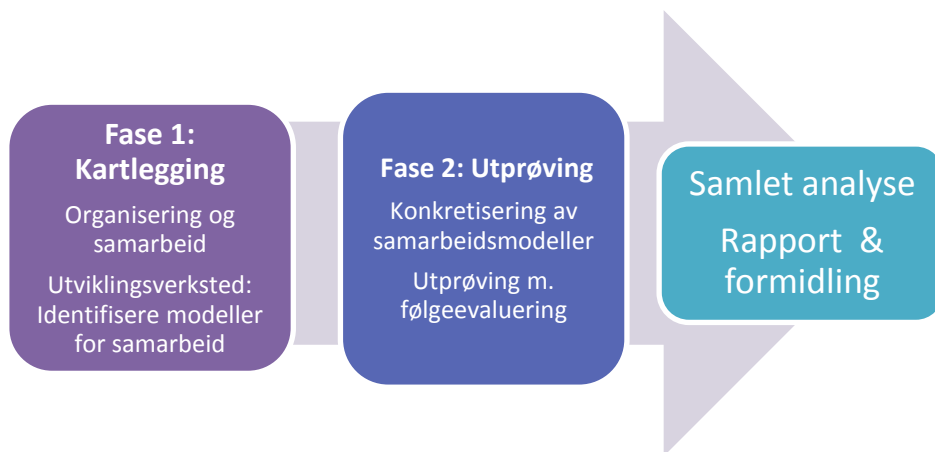 Fase 1:
Kartlegging
Organisering og
samarbeid
Utviklingsverksted:
Identifisere modeller
for samarbeid
Fase 2: Utprøving
Konkretisering av
samarbeidsmodeller
Utprøving m.
følgeevaluering
Samlet analyse
Rapport &
formidling